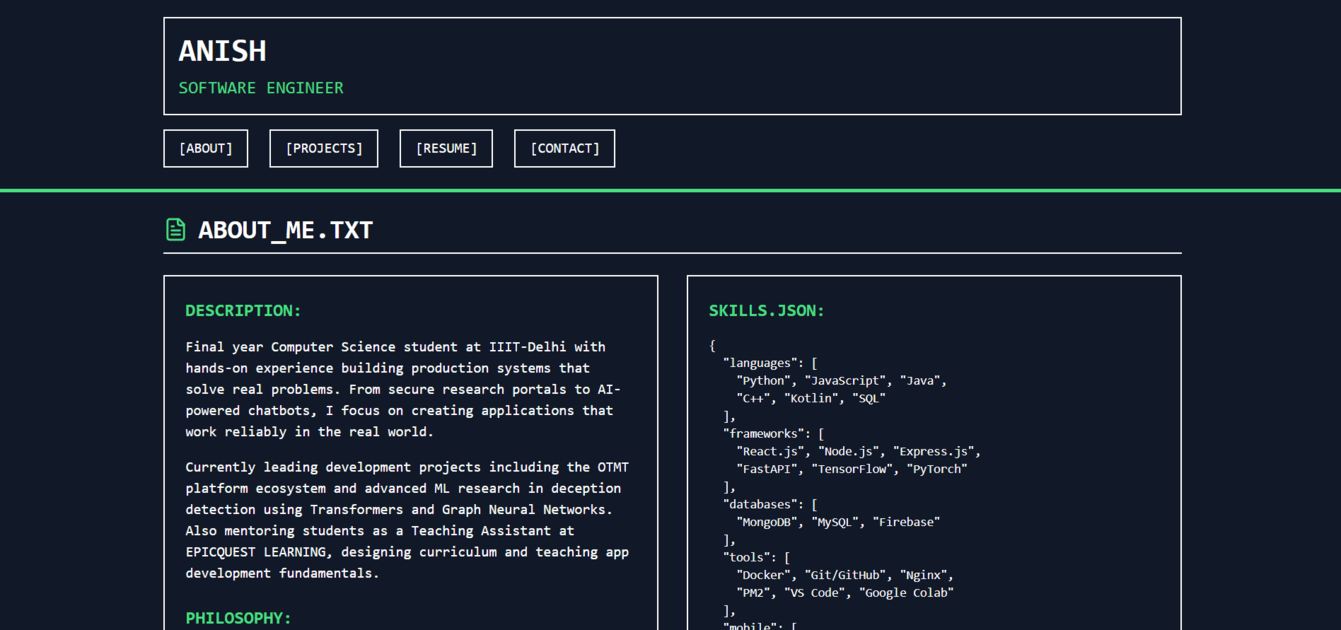 ANISH
SOFTWARE ENGINEER
[ABOUT] [PROJECTS] [RESUME] [CONTACT]
ABOUT_ME.TXT
DESCRIPTION:
Final year Computer Science student at IIIT-Delhi with
hands-on experience building production systems that
solve real problems. From secure research portals to AI-
powered chatbots, I focus on creating applications that
work reliably in the real world.
Currently leading development projects including the OTMT
platform ecosystem and advanced ML research in deception
detection using Transformers and Graph Neural Networks.
Also mentoring students as a Teaching Assistant at
EPICQUEST LEARNING, designing curriculum and teaching app
development fundamentals.
PHILOSOPHY:
SKILLS.JSON:
{
"languages": [
"Python", "JavaScript", "Java",
"C++", "Kotlin", "SQL"
],
"frameworks": [
"React.js", "Node.js", "Express.js",
"FastAPI", "TensorFlow", "PyTorch"
],
"databases": [
"MongoDB", "MySQL", "Firebase"
],
"tools": [
"Docker", "Git/GitHub", "Nginx",
"PM2", "VS Code", "Google Colab"
],
"mobile": [